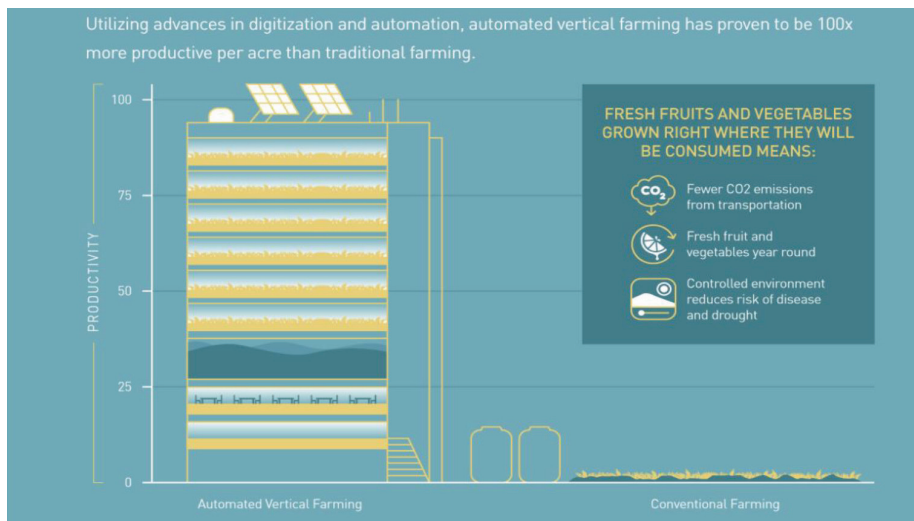 Utilizing advances in digitization and automation, automated vertical farming has proven to be 100x
more productive per acre than traditional farming.
100
75
50
25
0
PRODUCTIVITY
FRESH FRUITS AND VEGETABLES
GROWN RIGHT WHERE THEY WILL
BE CONSUMED MEANS:
CO2
Fewer CO2 emissions
from transportation
Fresh fruit and
vegetables year round
Controlled environment
reduces risk of disease
and drought
Automated Vertical Farming
Conventional Farming